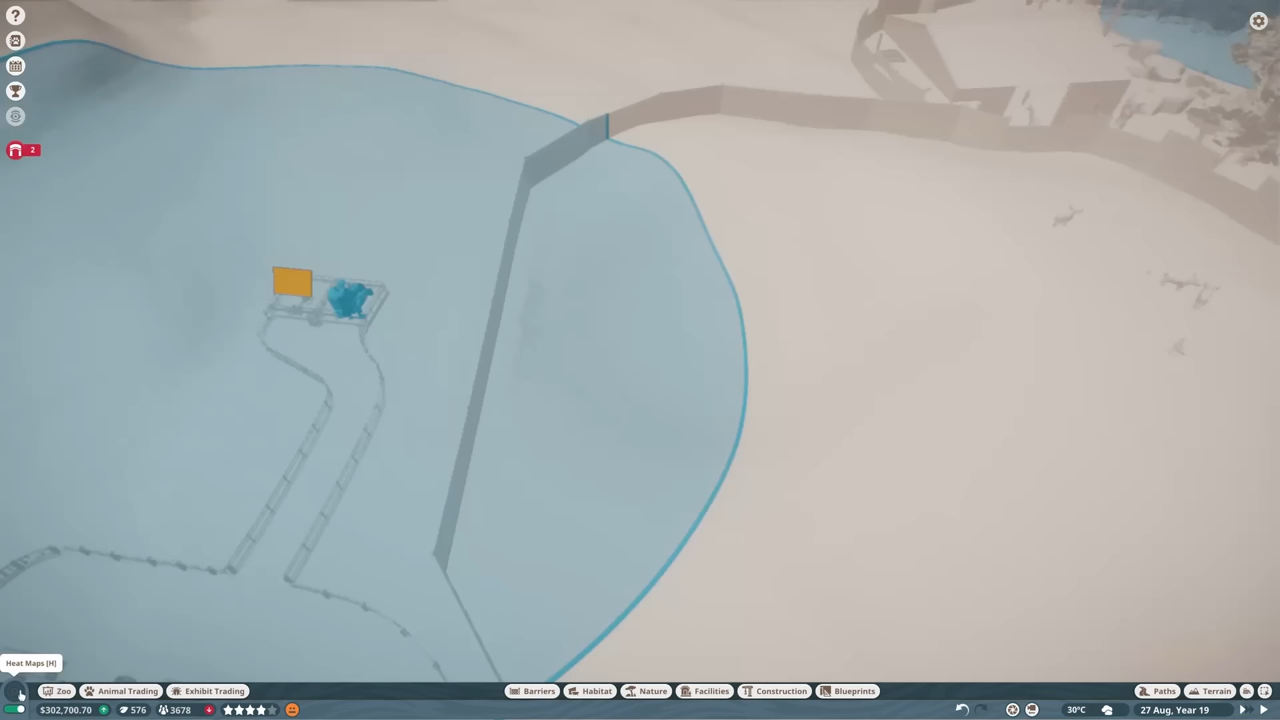 ?
2
Heat Maps [H]
Zoo
Animal Trading
Exhibit Trading
Barriers
Habitat
Nature
Facilities
Construction
Blueprints
Paths
Terrain
$302,700.70
576
3678
30°C
27 Aug, Year 19